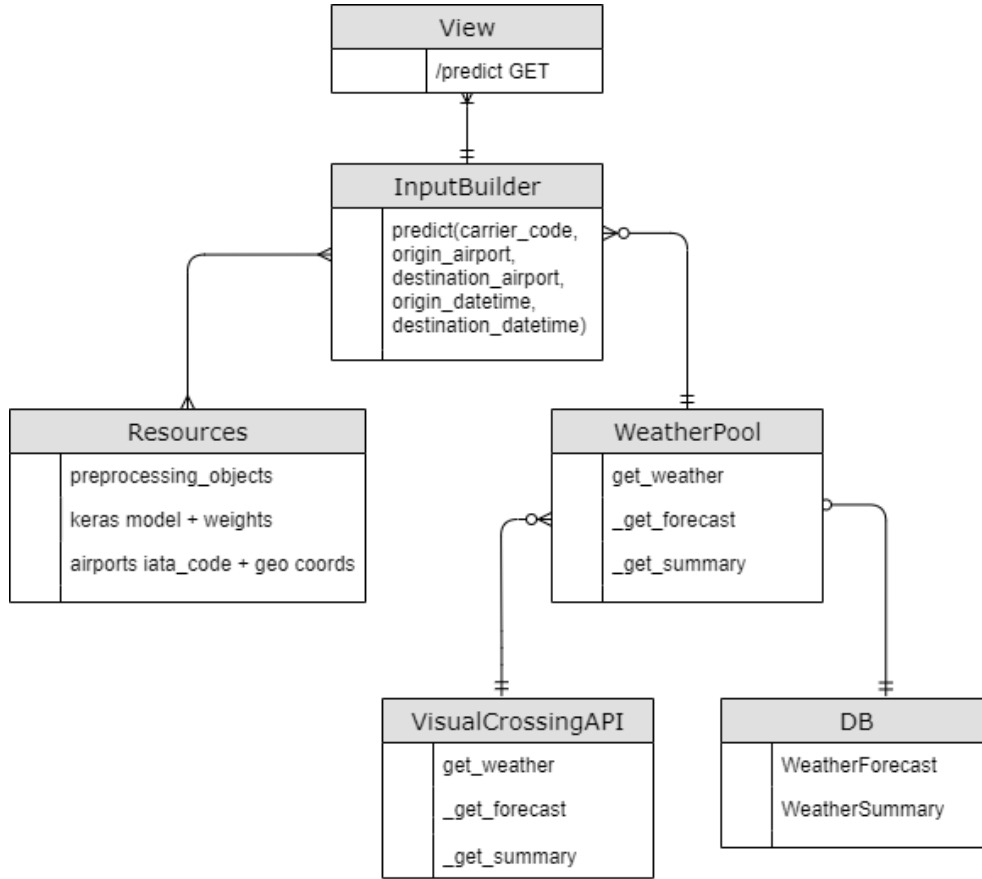 View
/predict GET
InputBuilder
predict(carrier_code,
origin_airport,
destination_airport,
origin_datetime,
destination_datetime)
Resources
preprocessing_objects
keras model + weights
airports iata_code + geo coords
WeatherPool
get_weather
_get_forecast
_get_summary
VisualCrossingAPI
get_weather
_get_forecast
_get_summary
DB
WeatherForecast
WeatherSummary